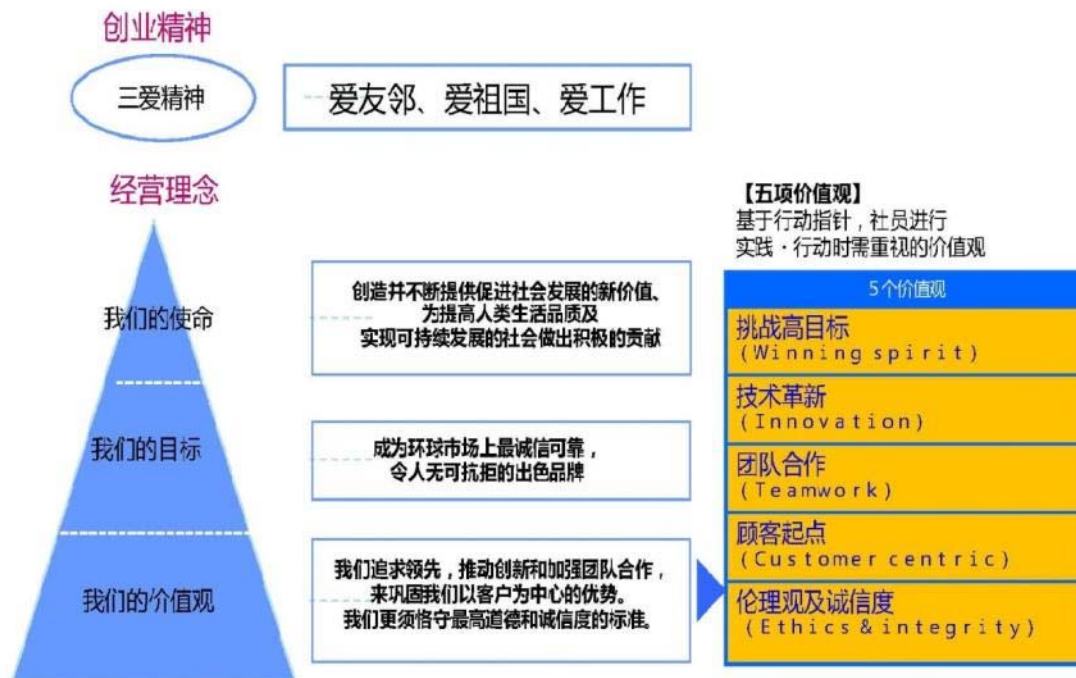 创业精神
三爱精神
爱友邻、爱祖国、爱工作
经营理念
我们的使命
创造并不断提供促进社会发展的新价值、
为提高人类生活品质及
实现可持续发展的社会做出积极的贡献
我们的目标
成为环球市场上最诚信可靠，
令人无可抗拒的出色品牌
我们的价值观
我们追求领先，推动创新和加强团队合作，
来巩固我们以客户为中心的优势。
我们更须恪守最高道德和诚信度的标准。
【五项价值观】
基于行动指针，社员进行
实践·行动时需重视的价值观
5个价值观
挑战高目标
(Winning spirit)
技术革新
(Innovation)
团队合作
(Teamwork)
顾客起点
(Customer centric)
伦理观及诚信度
(Ethics & integrity)